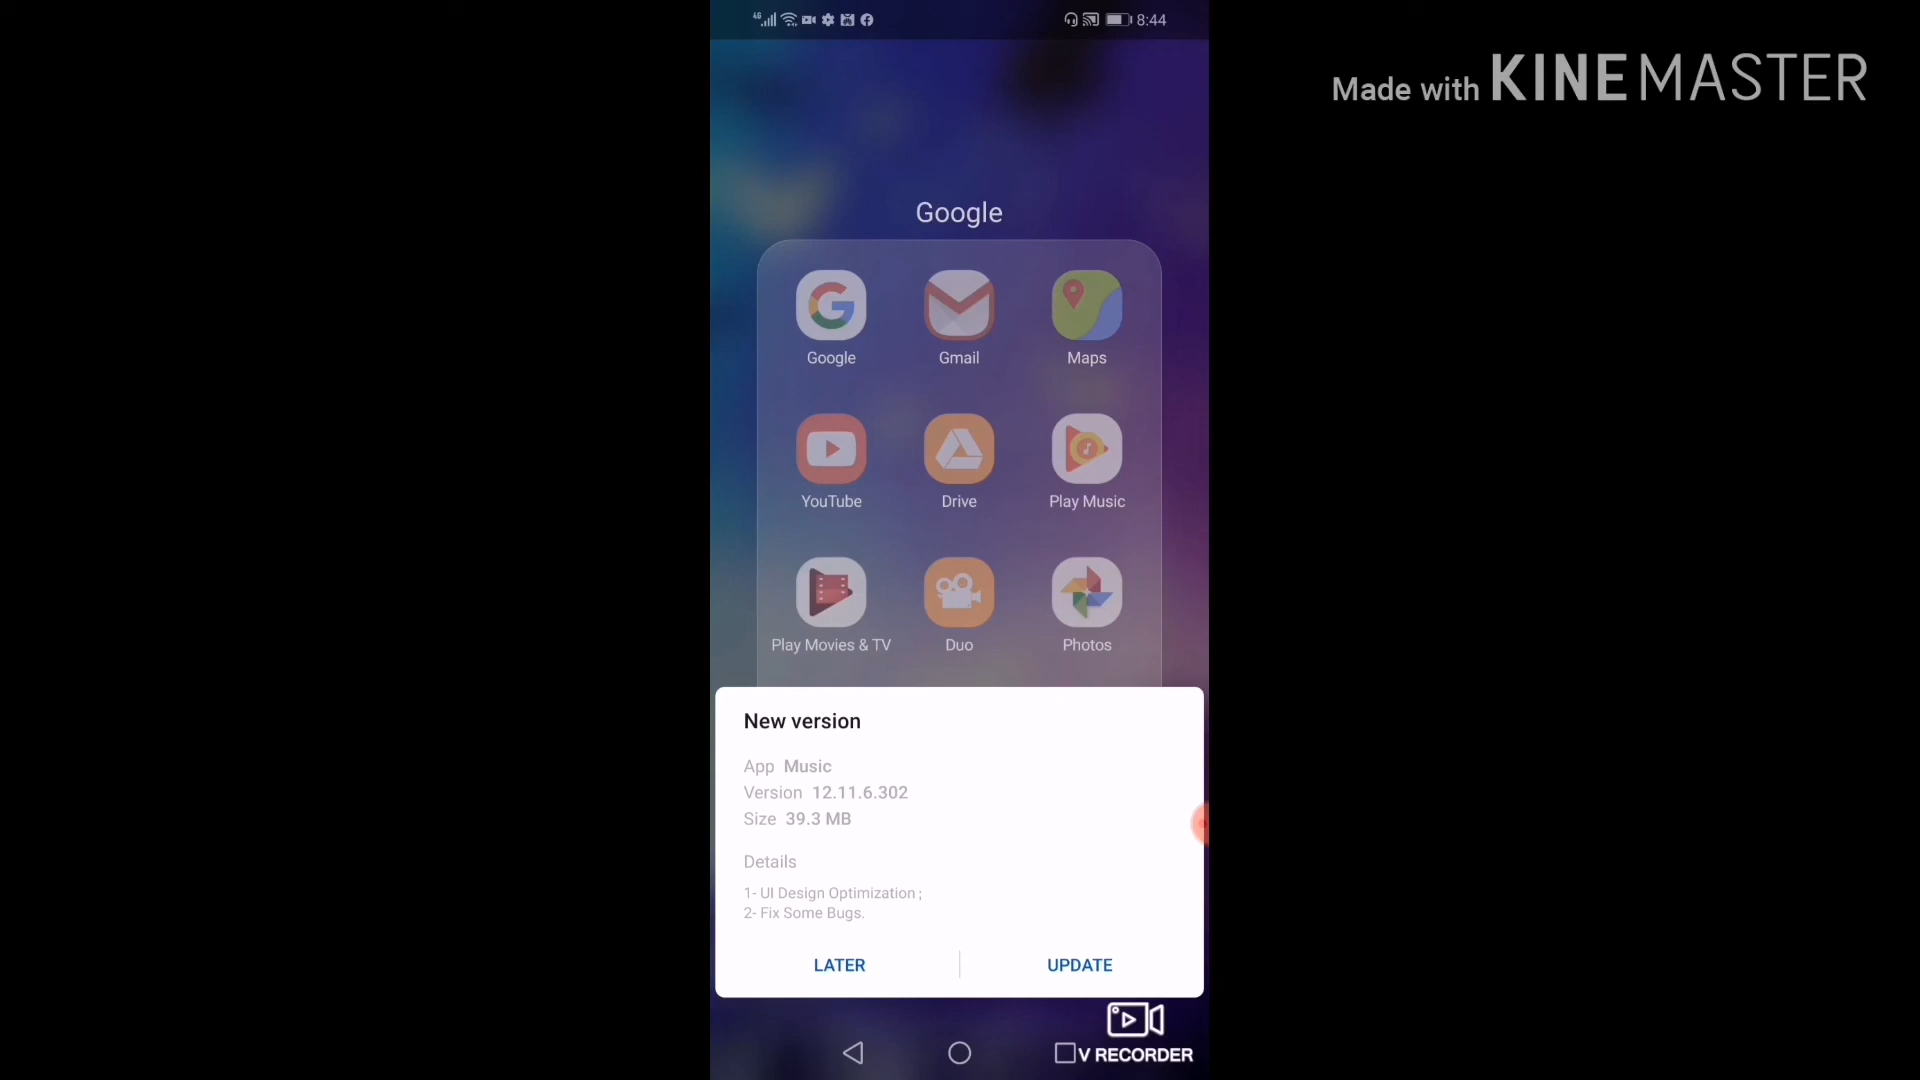 4G 8:44
Made with KINEMASTER
Google
Google Gmail Maps
YouTube Drive Play Music
Play Movies & TV Duo Photos
New version
App Music
Version 12.11.6.302
Size 39.3 MB
Details
1- UI Design Optimization ;
2- Fix Some Bugs.
LATER UPDATE
V RECORDER